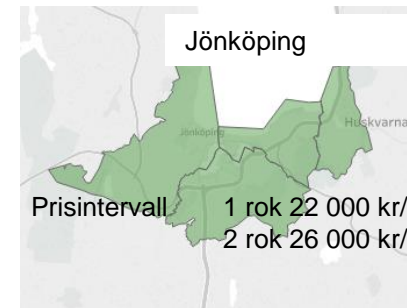 Jönköping
Huskvarna
Jönköping
Prisintervall 1 rok 22 000 kr/
2 rok 26 000 kr/